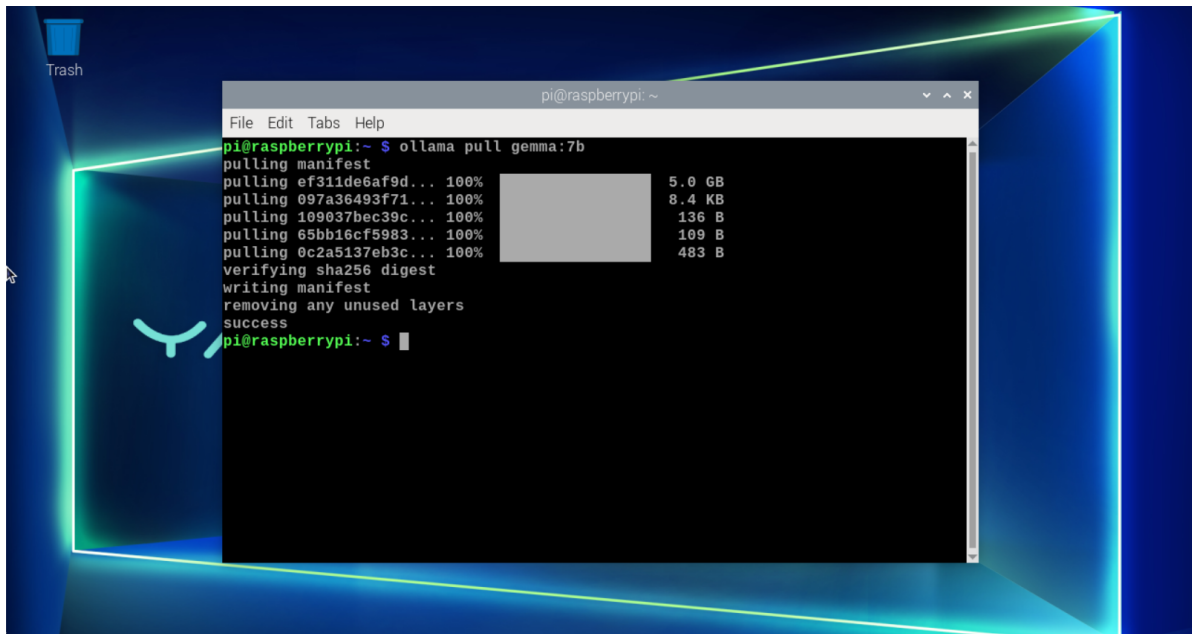 Trash
pi@raspberrypi: ~
File Edit Tabs Help
pi@raspberrypi:~ $ ollama pull gemma:7b
pulling manifest
pulling ef311de6af9d... 100% 5.0 GB
pulling 097a36493f71... 100% 8.4 KB
pulling 109037bec39c... 100% 136 B
pulling 65bb16cf5983... 100% 109 B
pulling 0c2a5137eb3c... 100% 483 B
verifying sha256 digest
writing manifest
removing any unused layers
success
pi@raspberrypi:~ $